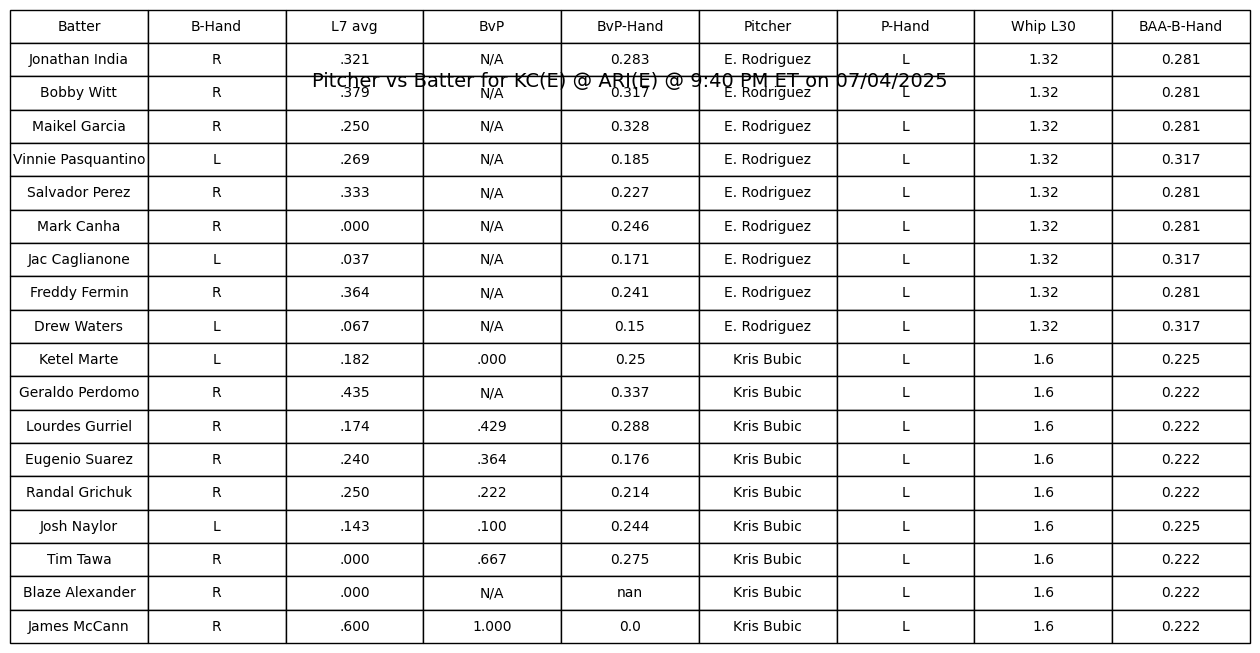 Batter B-Hand L7 avg BvP BvP-Hand Pitcher P-Hand Whip L30 BAA-B-Hand
Jonathan India R .321 N/A 0.283 E. Rodriguez L 1.32 0.281
Pitcher vs Batter for KC(E) @ ARI(E) @ 9:40 PM ET on 07/04/2025
Bobby Witt R .379 N/A 0.317 E. Rodriguez L 1.32 0.281
Maikel Garcia R .250 N/A 0.328 E. Rodriguez L 1.32 0.281
Vinnie Pasquantino L .269 N/A 0.185 E. Rodriguez L 1.32 0.317
Salvador Perez R .333 N/A 0.227 E. Rodriguez L 1.32 0.281
Mark Canha R .000 N/A 0.246 E. Rodriguez L 1.32 0.281
Jac Caglianone L .037 N/A 0.171 E. Rodriguez L 1.32 0.317
Freddy Fermin R .364 N/A 0.241 E. Rodriguez L 1.32 0.281
Drew Waters L .067 N/A 0.15 E. Rodriguez L 1.32 0.317
Ketel Marte L .182 .000 0.25 Kris Bubic L 1.6 0.225
Geraldo Perdomo R .435 N/A 0.337 Kris Bubic L 1.6 0.222
Lourdes Gurriel R .174 .429 0.288 Kris Bubic L 1.6 0.222
Eugenio Suarez R .240 .364 0.176 Kris Bubic L 1.6 0.222
Randal Grichuk R .250 .222 0.214 Kris Bubic L 1.6 0.222
Josh Naylor L .143 .100 0.244 Kris Bubic L 1.6 0.225
Tim Tawa R .000 .667 0.275 Kris Bubic L 1.6 0.222
Blaze Alexander R .000 N/A nan Kris Bubic L 1.6 0.222
James McCann R .600 1.000 0.0 Kris Bubic L 1.6 0.222